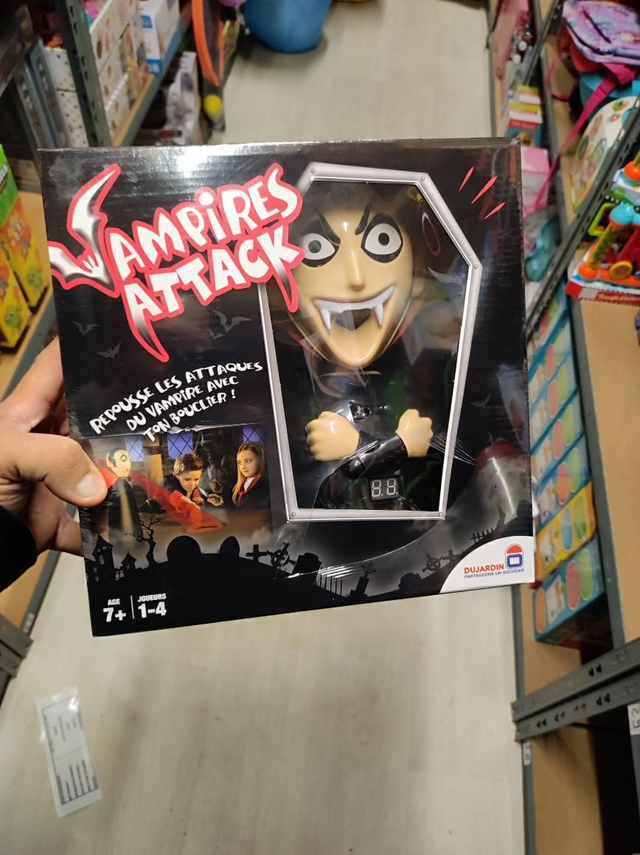 VAMPIRES
ATTACK
REPOUSSE LES ATTAQUES
DU VAMPIRE AVEC
TON BOUCLIER !
88
AGE
7+
JOUEURS
1-4
DUJARDIN
PARTAGEONS UN SOUVENIR